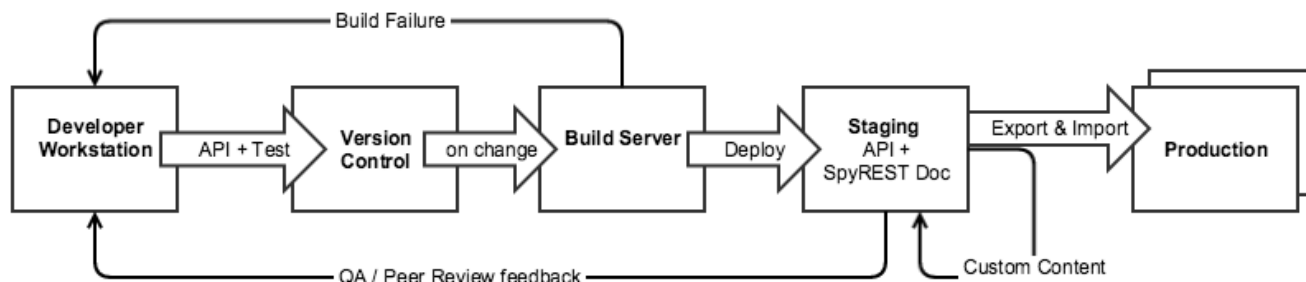 Build Failure
Developer
Workstation
API + Test
Version
Control
on change
Build Server
Deploy
Staging
API +
SpyREST Doc
Export & Import
Production
QA / Peer Review feedback
Custom Content